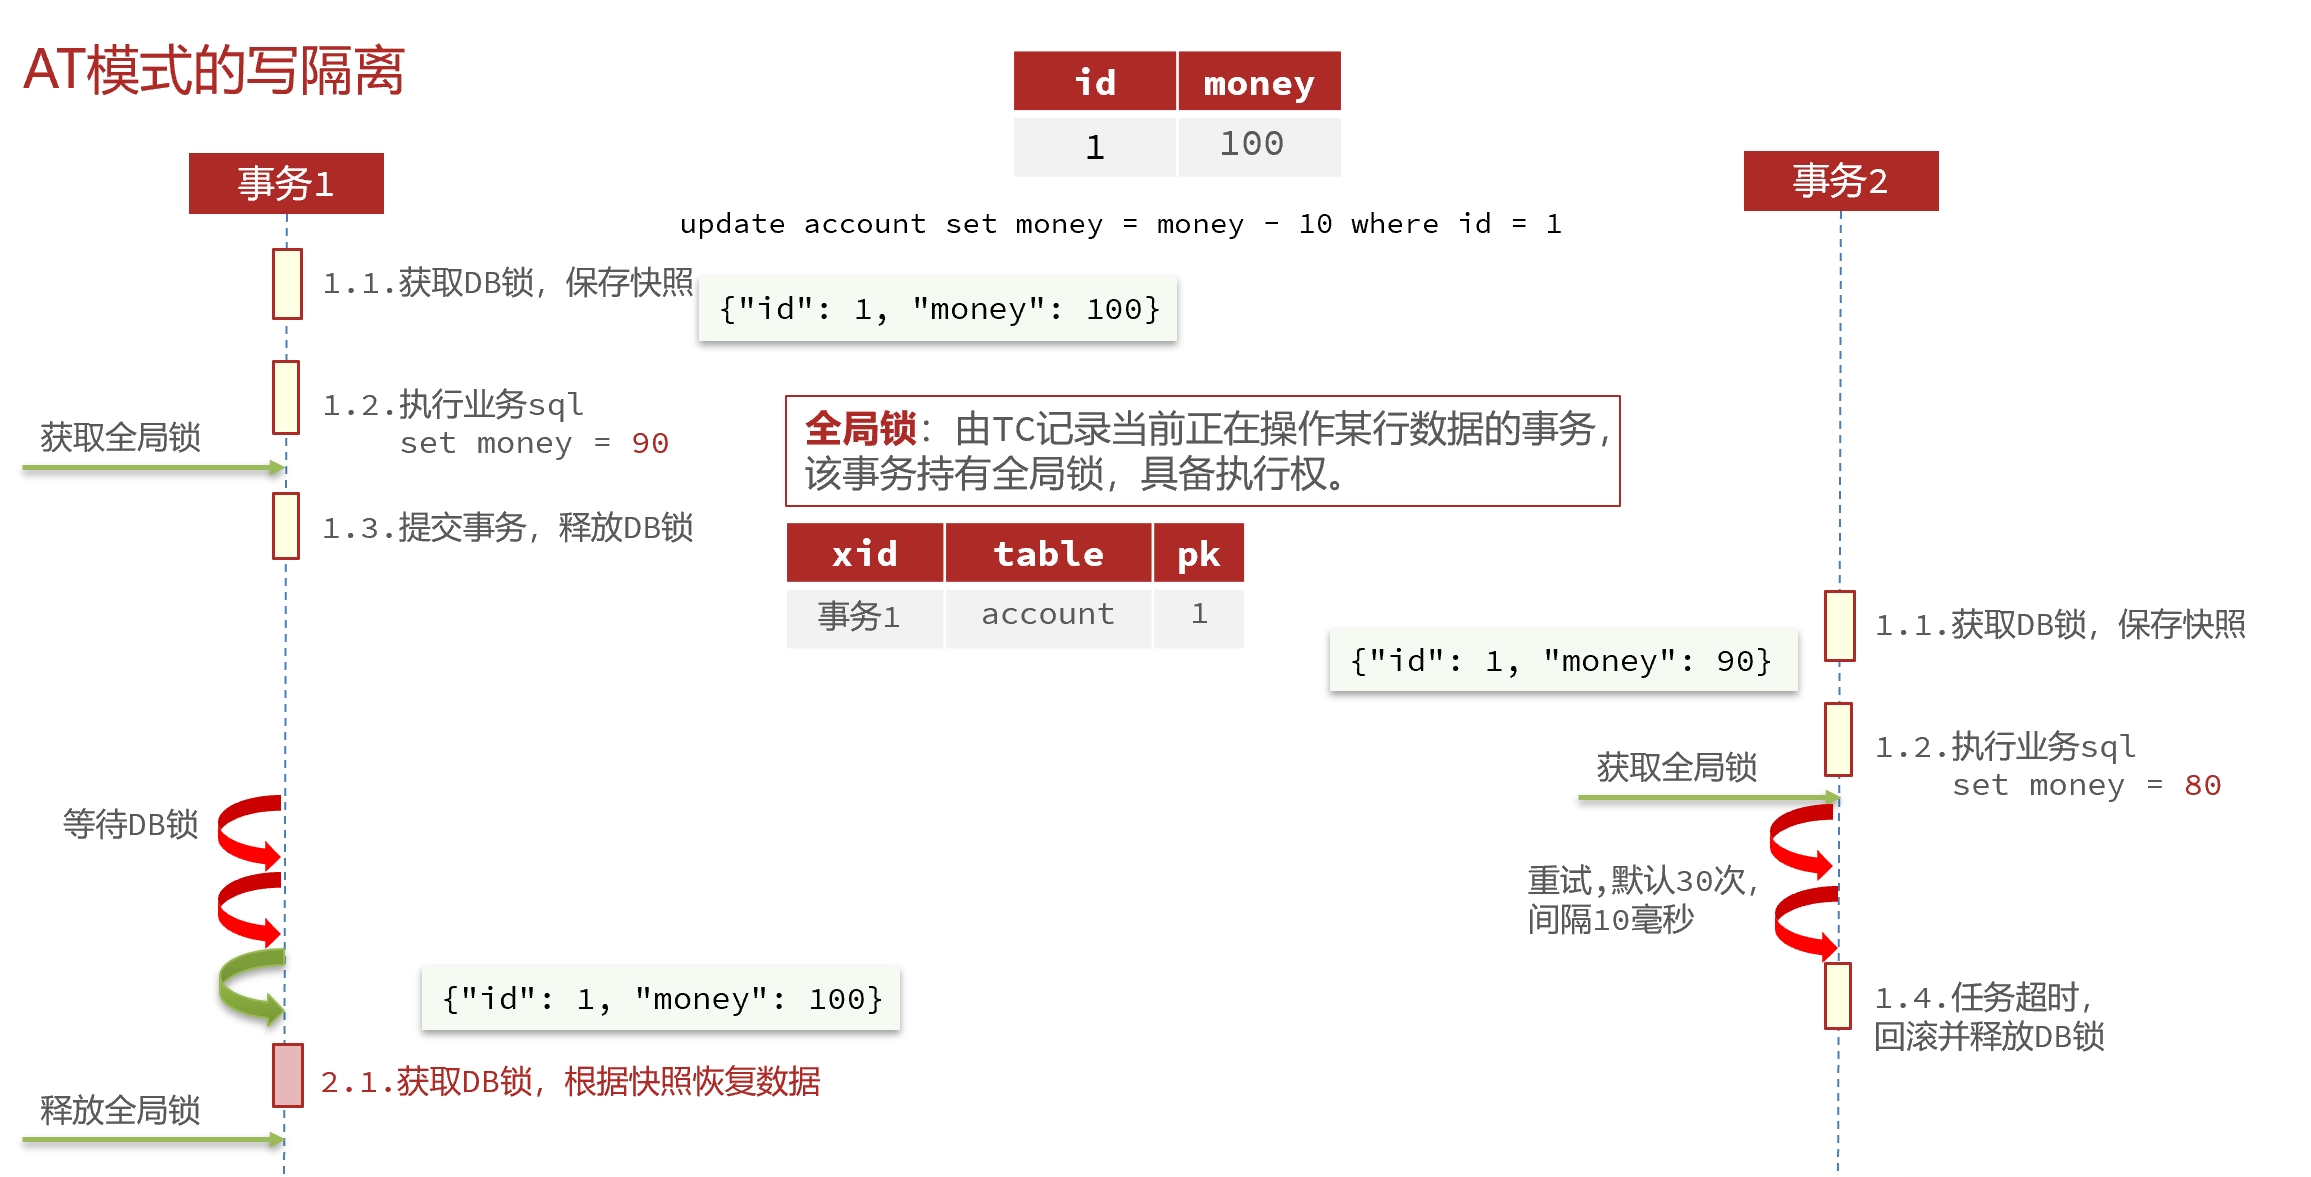 AT模式的写隔离
id money
1 100
事务1
事务2
update account set money = money - 10 where id = 1
1.1.获取DB锁，保存快照
{"id": 1, "money": 100}
1.2.执行业务sql
set money = 90
获取全局锁
全局锁：由TC记录当前正在操作某行数据的事务，
该事务持有全局锁，具备执行权。
1.3.提交事务，释放DB锁
xid table pk
事务1 account 1
1.1.获取DB锁，保存快照
{"id": 1, "money": 90}
1.2.执行业务sql
set money = 80
获取全局锁
等待DB锁
重试,默认30次，
间隔10毫秒
{"id": 1, "money": 100}
1.4.任务超时，
回滚并释放DB锁
2.1.获取DB锁，根据快照恢复数据
释放全局锁